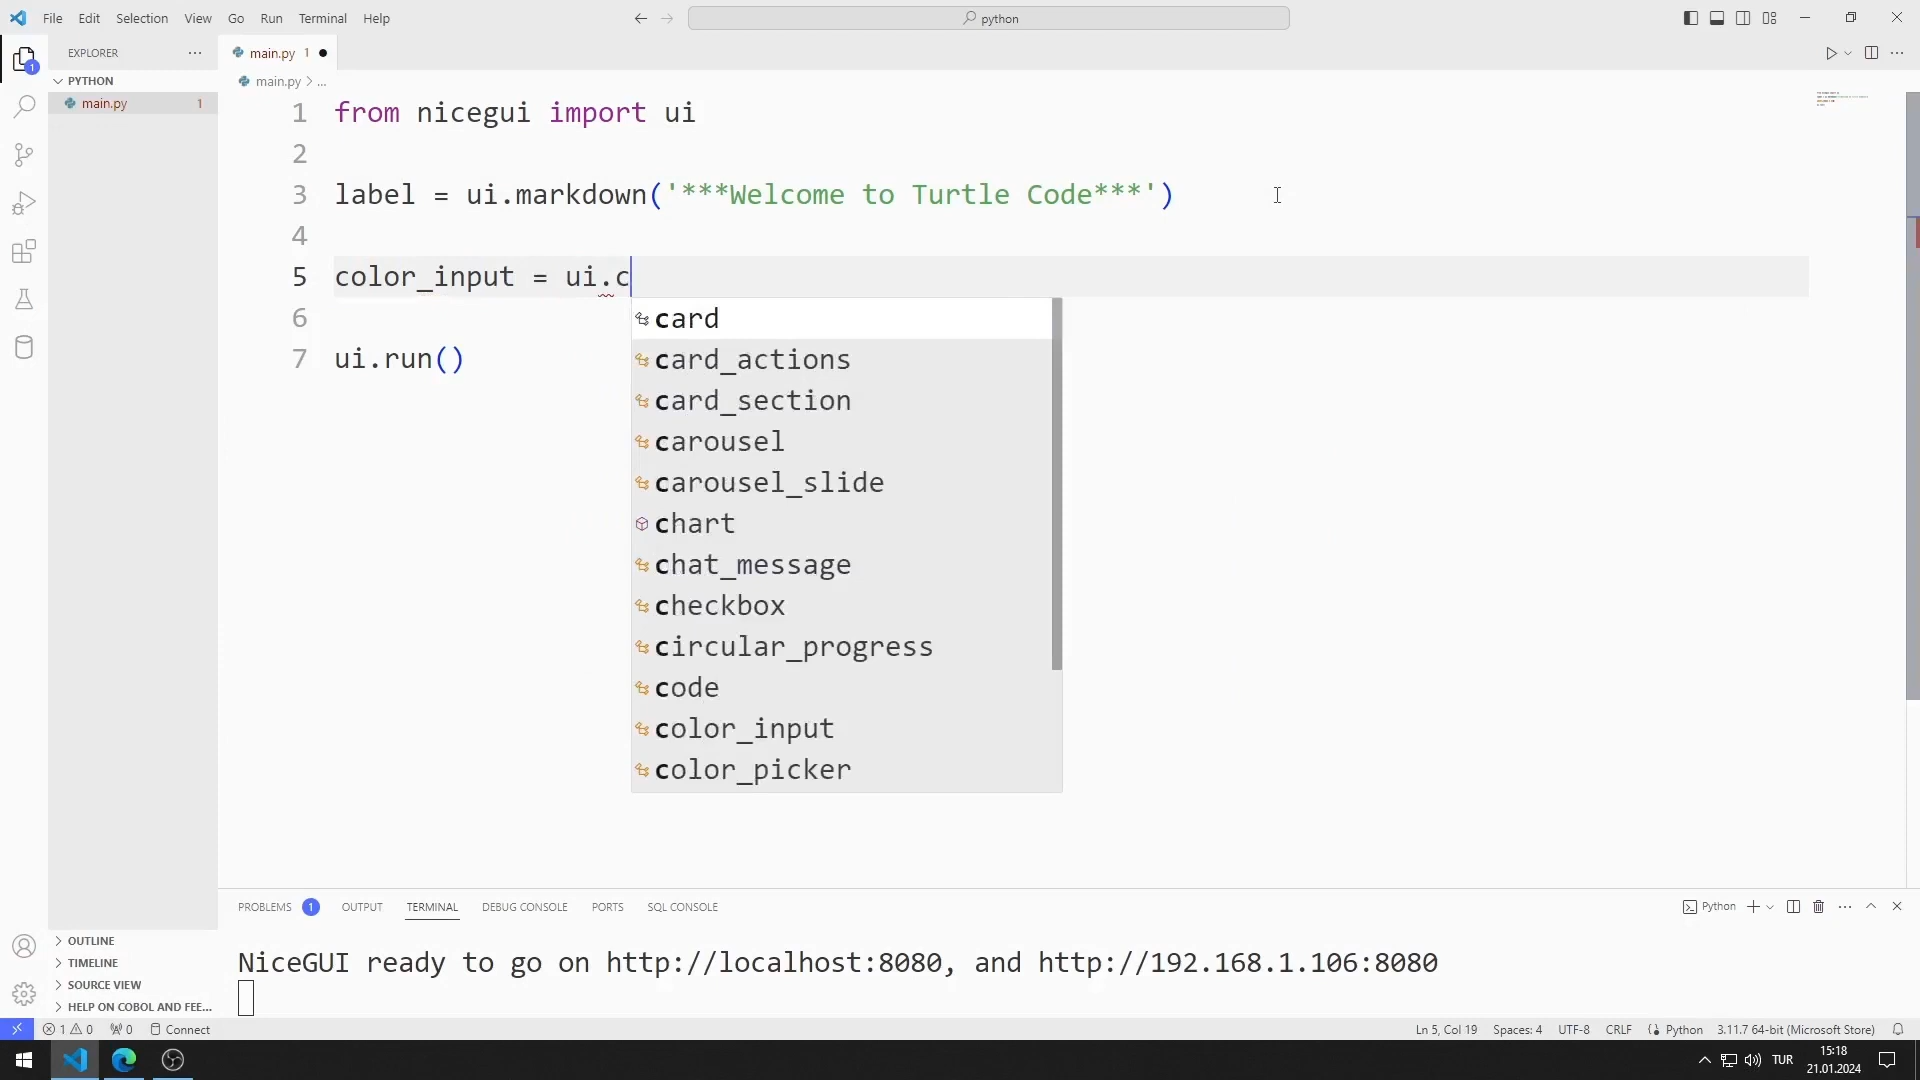 File Edit Selection View Go Run Terminal Help
python
EXPLORER
PYTHON
main.py 1
main.py 1
main.py > ...
1 from nicegui import ui
2
3 label = ui.markdown('***Welcome to Turtle Code***')
4
5 color_input = ui.c
6
7 ui.run()
card
card_actions
card_section
carousel
carousel_slide
chart
chat_message
checkbox
circular_progress
code
color_input
color_picker
PROBLEMS 1 OUTPUT TERMINAL DEBUG CONSOLE PORTS SQL CONSOLE
Python
NiceGUI ready to go on http://localhost:8080, and http://192.168.1.106:8080
OUTLINE
TIMELINE
SOURCE VIEW
HELP ON COBOL AND FEE...
1 0 0 Connect
Ln 5, Col 19 Spaces: 4 UTF-8 CRLF Python 3.11.7 64-bit (Microsoft Store)
TUR
15:18
21.01.2024